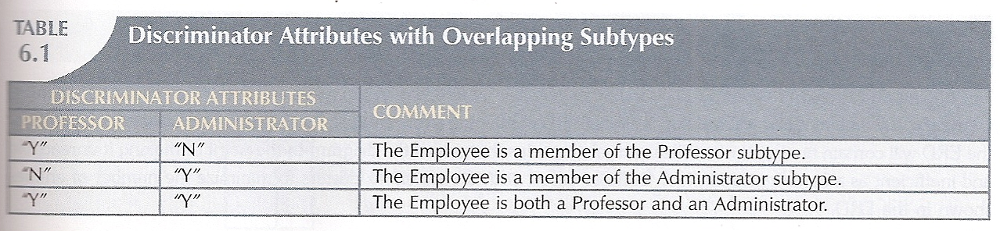 TABLE
6.1
Discriminator Attributes with Overlapping Subtypes
DISCRIMINATOR ATTRIBUTES
COMMENT
PROFESSOR ADMINISTRATOR
"Y" "N" The Employee is a member of the Professor subtype.
"N" "Y" The Employee is a member of the Administrator subtype.
"Y" "Y" The Employee is both a Professor and an Administrator.